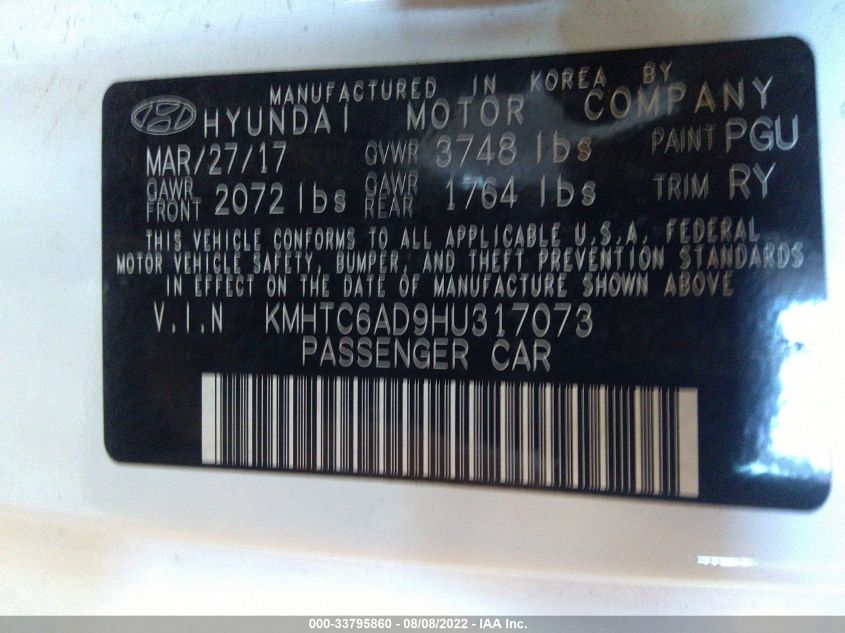 MANUFACTURED IN KOREA BY
HYUNDAI MOTOR COMPANY
MAR/27/17 GVWR 3748 lbs PAINT PGU
GAWR FRONT 2072 lbs GAWR REAR 1764 lbs TRIM RY
THIS VEHICLE CONFORMS TO ALL APPLICABLE U.S.A. FEDERAL
MOTOR VEHICLE SAFETY, BUMPER, AND THEFT PREVENTION STANDARDS
IN EFFECT ON THE DATE OF MANUFACTURE SHOWN ABOVE
V.I.N KMHTC6AD9HU317073
PASSENGER CAR
000-33795860 - 08/08/2022 - IAA Inc.